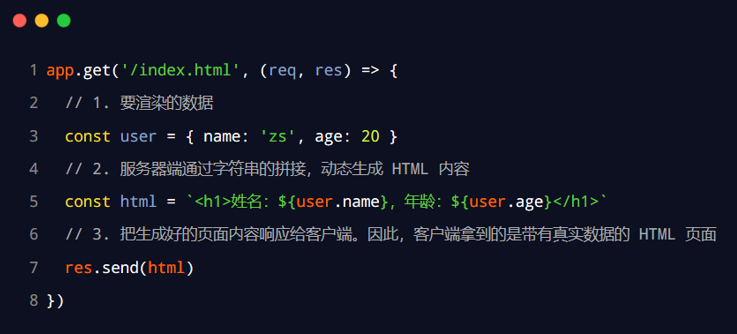 1 app.get('/index.html', (req, res) => {
2   // 1. 要渲染的数据
3   const user = { name: 'zs', age: 20 }
4   // 2. 服务器端通过字符串的拼接，动态生成 HTML 内容
5   const html = `<h1>姓名：${user.name}，年龄：${user.age}</h1>`
6   // 3. 把生成好的页面内容响应给客户端。因此，客户端拿到的是带有真实数据的 HTML 页面
7   res.send(html)
8 })